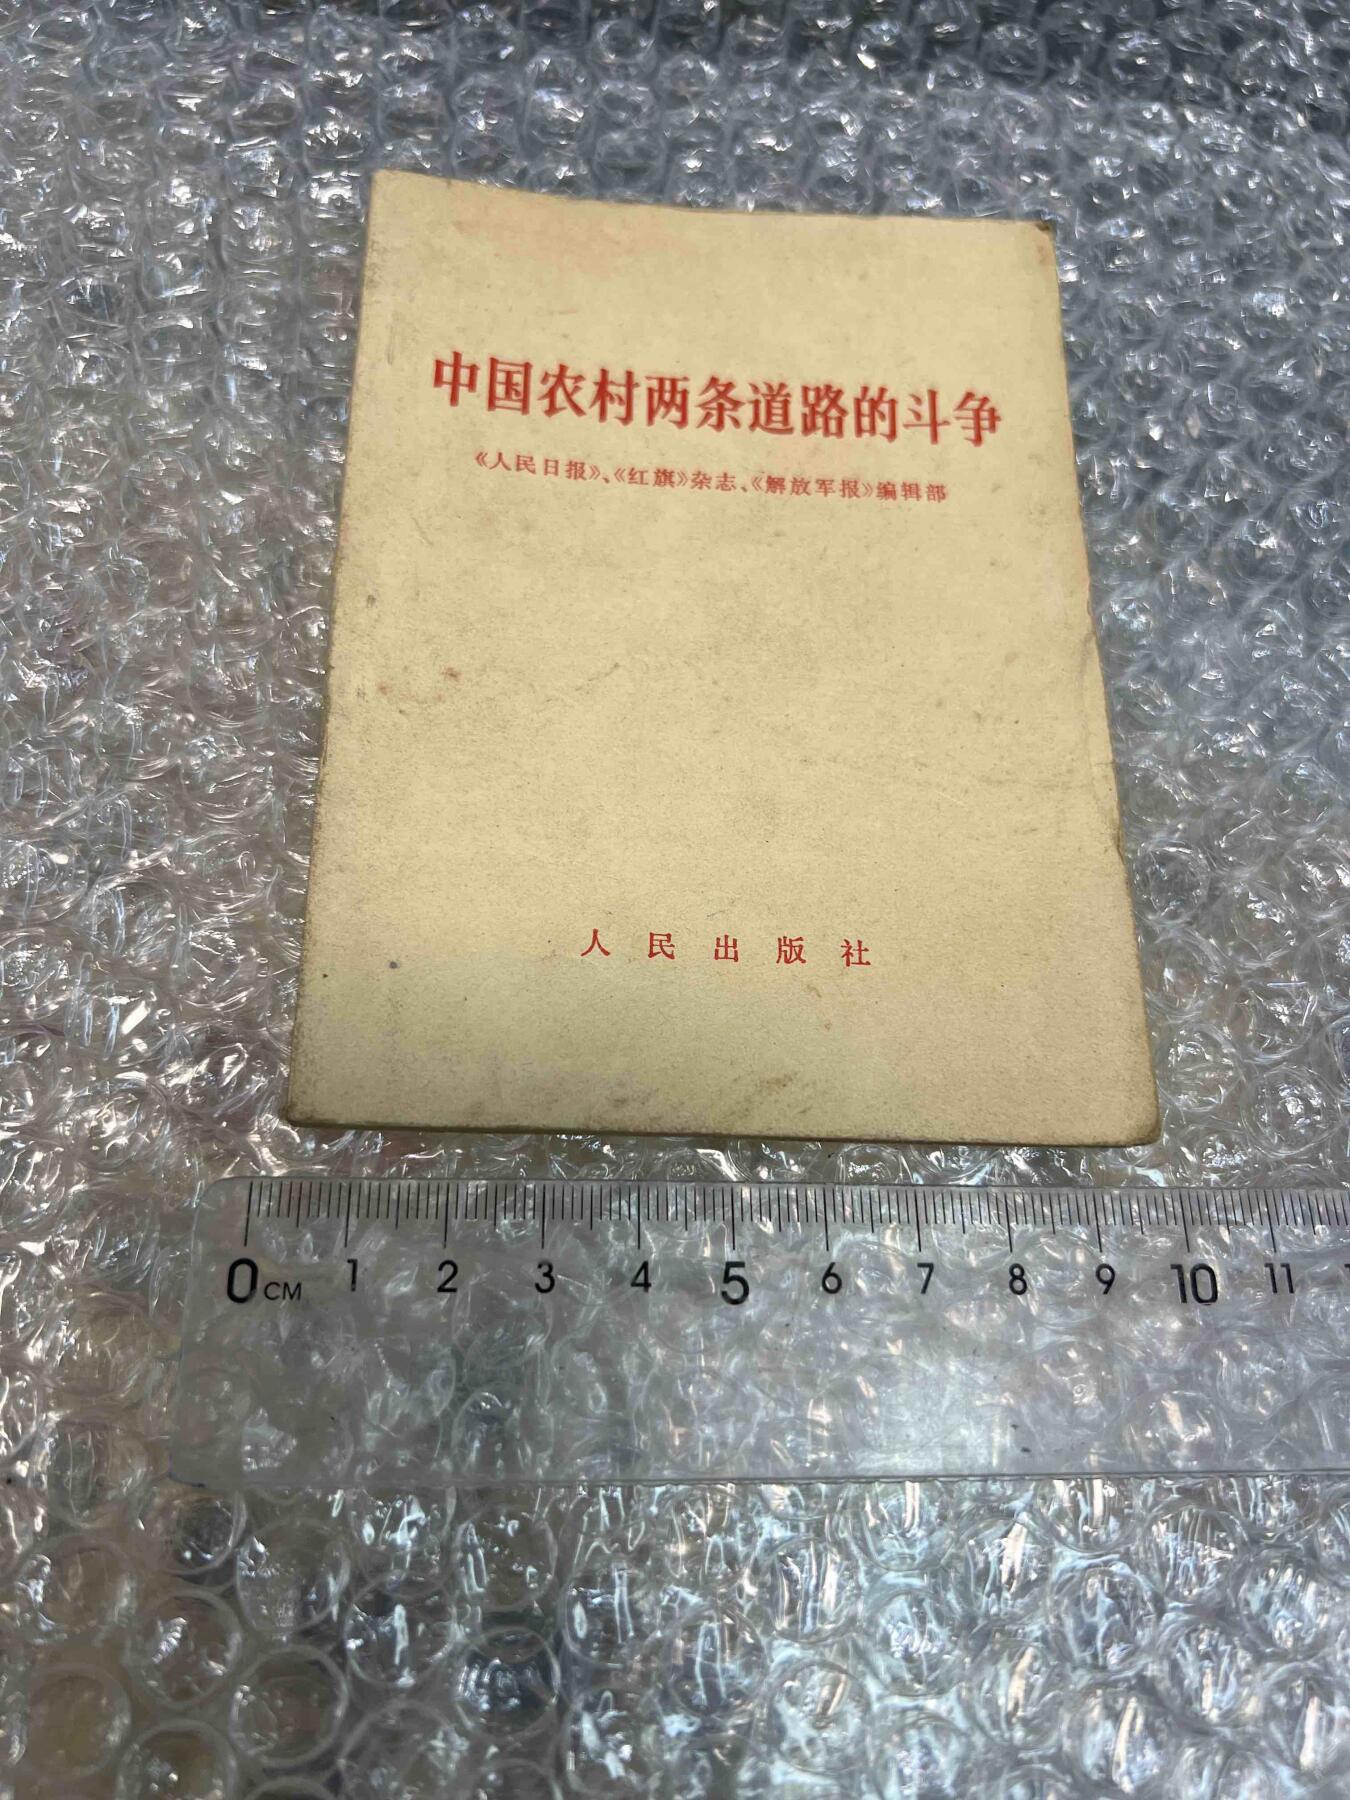 中国农村两条道路的斗争
《人民日报》、《红旗》杂志、《解放军报》编辑部
人民出版社
0CM 1 2 3 4 5 6 7 8 9 10 11